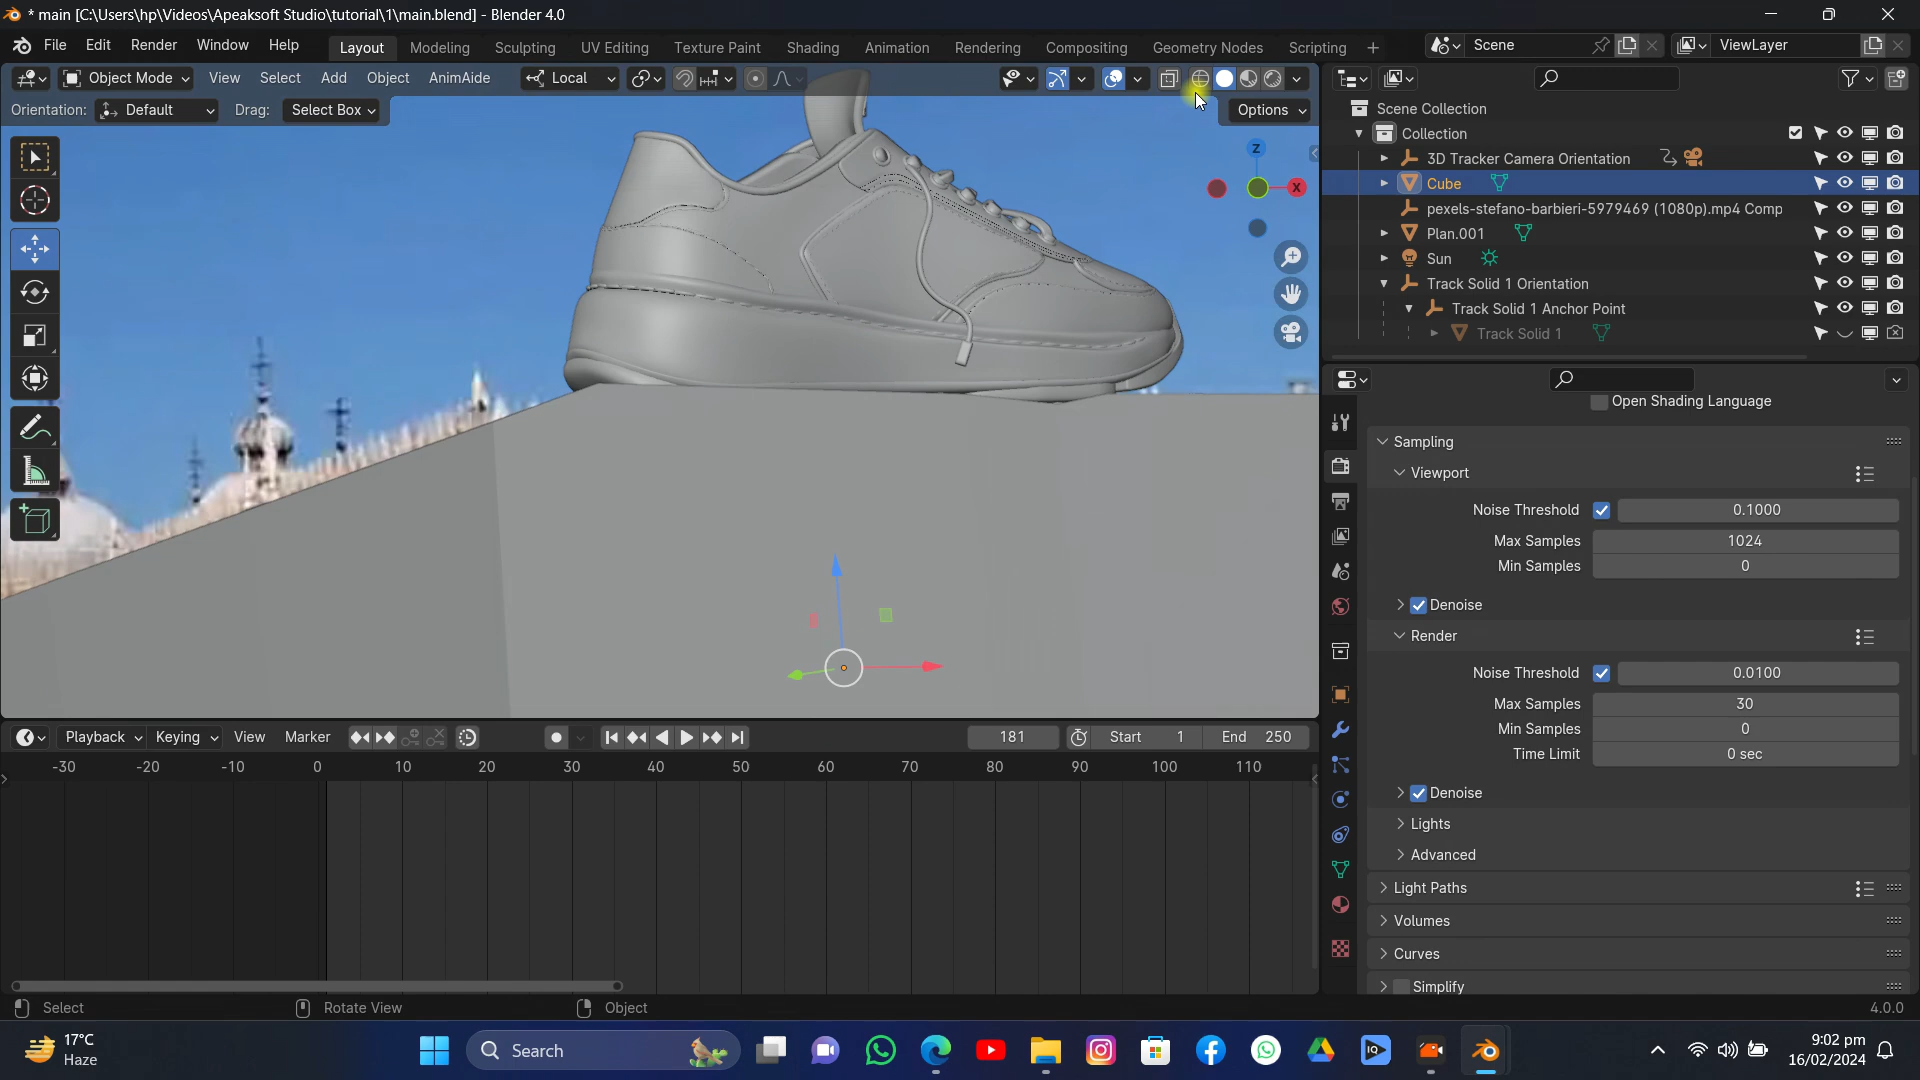 * main [C:\Users\hp\Videos\Apeaksoft Studio\tutorial\1\main.blend] - Blender 4.0
File Edit Render Window Help Layout Modeling Sculpting UV Editing Texture Paint Shading Animation Rendering Compositing Geometry Nodes Scripting + Scene ViewLayer
Object Mode View Select Add Object AnimAide Local
Orientation: Default Drag: Select Box Options
Z
X
Scene Collection
Collection
3D Tracker Camera Orientation
Cube
pexels-stefano-barbieri-5979469 (1080p).mp4 Comp
Plan.001
Sun
Track Solid 1 Orientation
Track Solid 1 Anchor Point
Track Solid 1
Open Shading Language
Sampling
Viewport
Noise Threshold 0.1000
Max Samples 1024
Min Samples 0
Denoise
Render
Noise Threshold 0.0100
Max Samples 30
Min Samples 0
Time Limit 0 sec
Denoise
Lights
Advanced
Light Paths
Volumes
Curves
Simplify
Playback Keying View Marker 181 Start 1 End 250
-30 -20 -10 0 10 20 30 40 50 60 70 80 90 100 110
Select Rotate View Object 4.0.0
17°C
Haze
Search
IQ
9:02 pm
16/02/2024